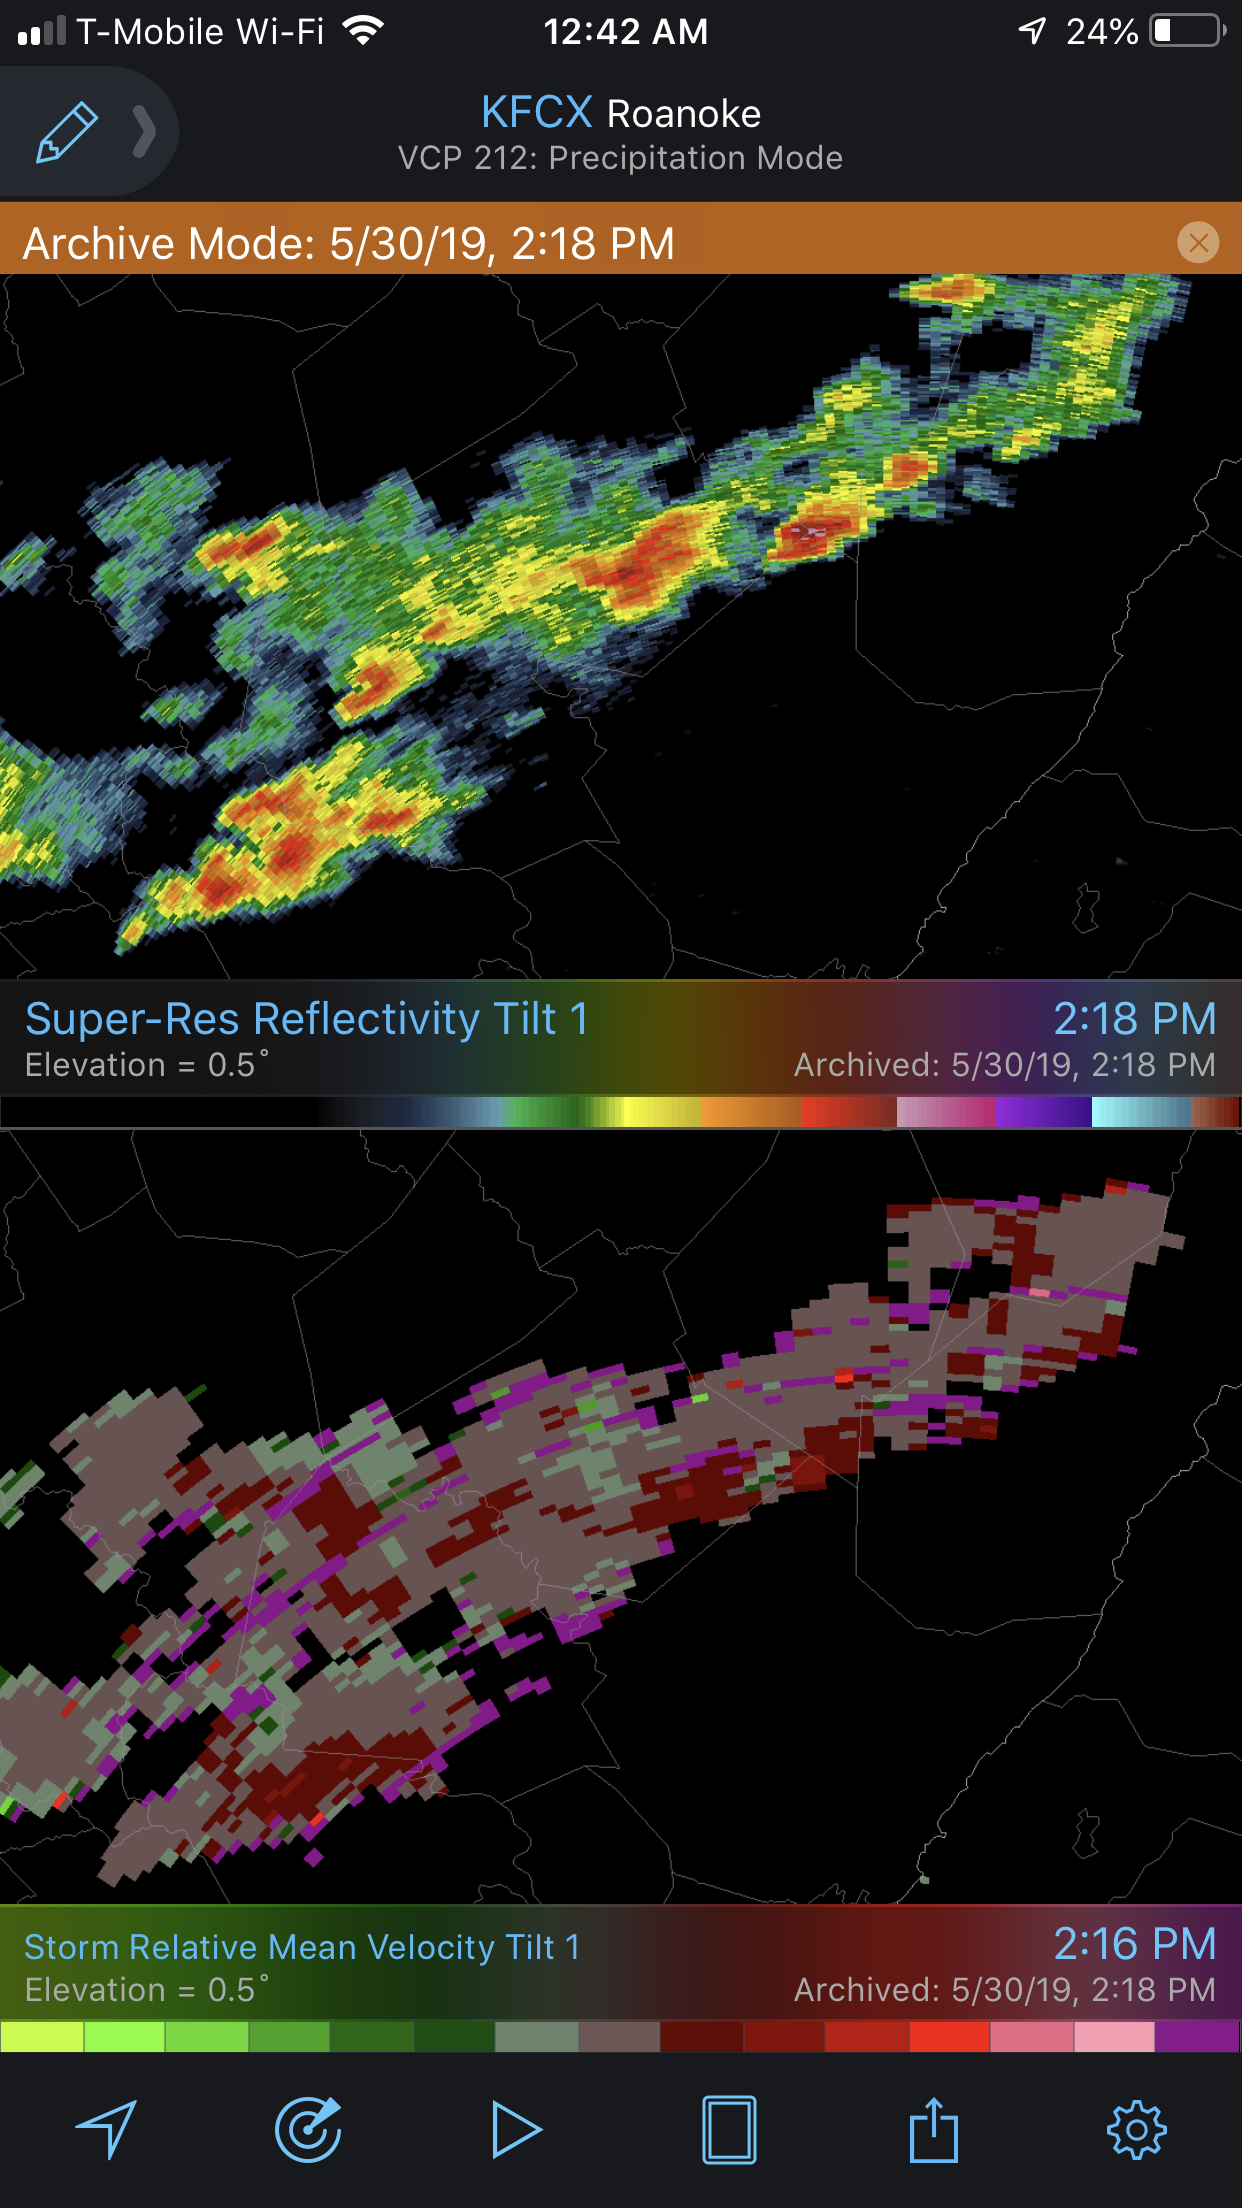 T-Mobile Wi-Fi 12:42 AM 24%
KFCX Roanoke
VCP 212: Precipitation Mode
Archive Mode: 5/30/19, 2:18 PM
Super-Res Reflectivity Tilt 1 2:18 PM
Elevation = 0.5° Archived: 5/30/19, 2:18 PM
Storm Relative Mean Velocity Tilt 1 2:16 PM
Elevation = 0.5° Archived: 5/30/19, 2:18 PM